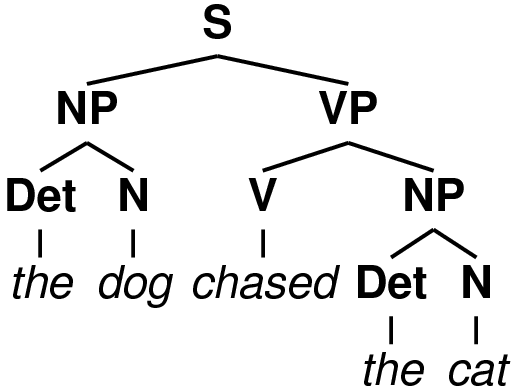 S
NP VP
Det N V NP
the dog chased Det N
the cat